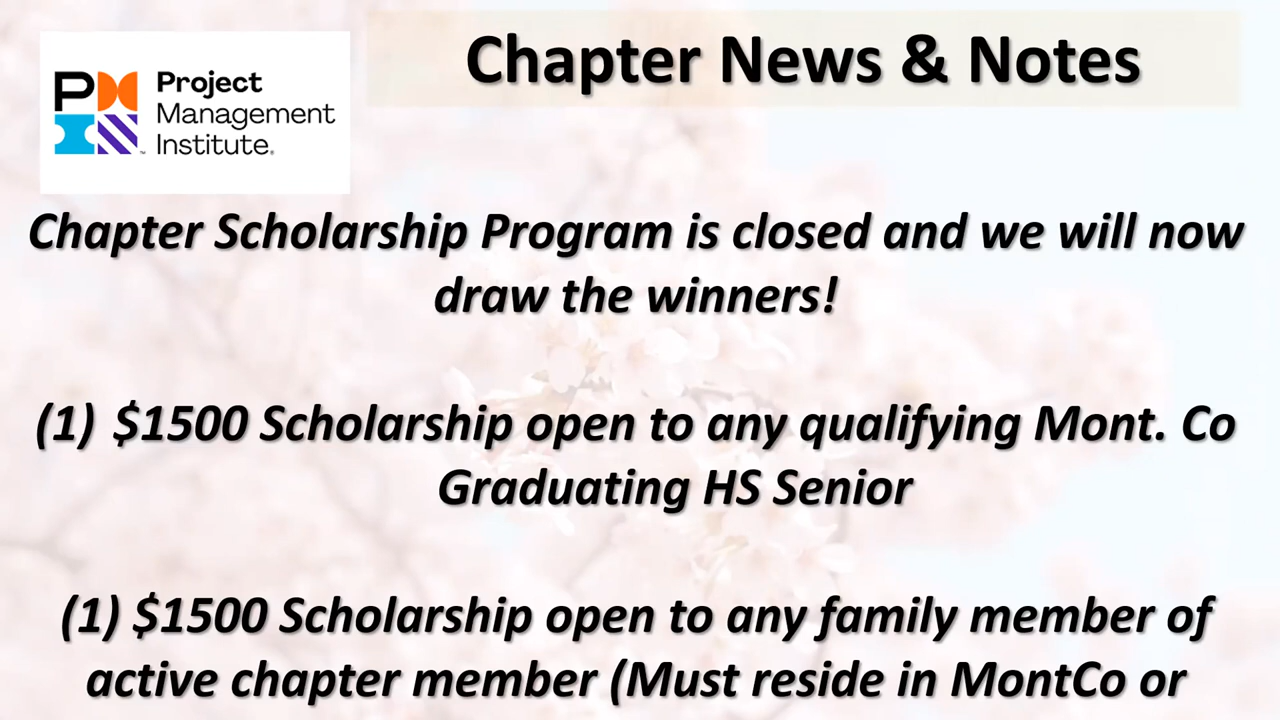 Chapter News & Notes
PM
Project
Management
Institute.
Chapter Scholarship Program is closed and we will now
draw the winners!
(1) $1500 Scholarship open to any qualifying Mont. Co
Graduating HS Senior
(1) $1500 Scholarship open to any family member of
active chapter member (Must reside in MontCo or